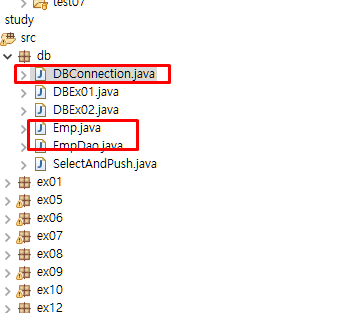 test07
study
src
db
DBConnection.java
DBEx01.java
DBEx02.java
Emp.java
EmpDao.java
SelectAndPush.java
ex01
ex05
ex06
ex07
ex08
ex09
ex10
ex12